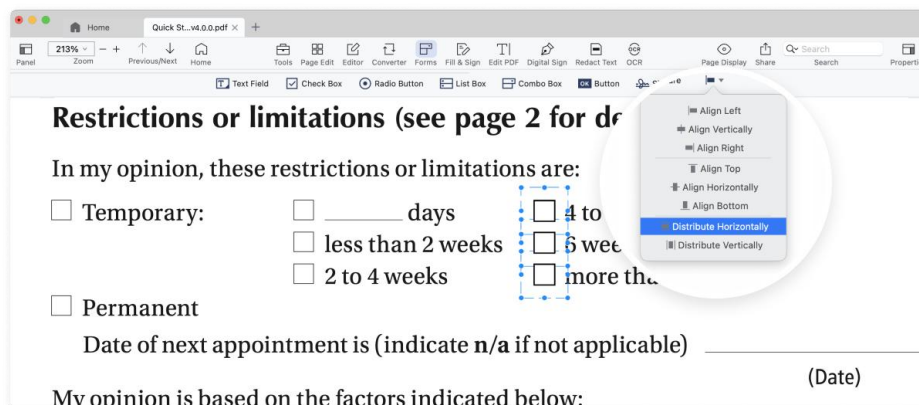 Home Quick St...v4.0.0.pdf × +
213% − +
Panel Zoom Previous/Next Home Tools Page Edit Editor Converter Forms Fill & Sign Edit PDF Digital Sign Redact Text OCR Page Display Share Search Search
Text Field Check Box Radio Button List Box Combo Box OK Button
Restrictions or limitations (see page 2 for
Align Left
Align Vertically
Align Right
Align Top
Align Horizontally
Align Bottom
Distribute Horizontally
Distribute Vertically
In my opinion, these restrictions or limitations are:
Temporary: ______ days 4 to
less than 2 weeks 6
2 to 4 weeks more
Permanent
Date of next appointment is (indicate n/a if not applicable) ______
(Date)
My opinion is based on the factors indicated below: